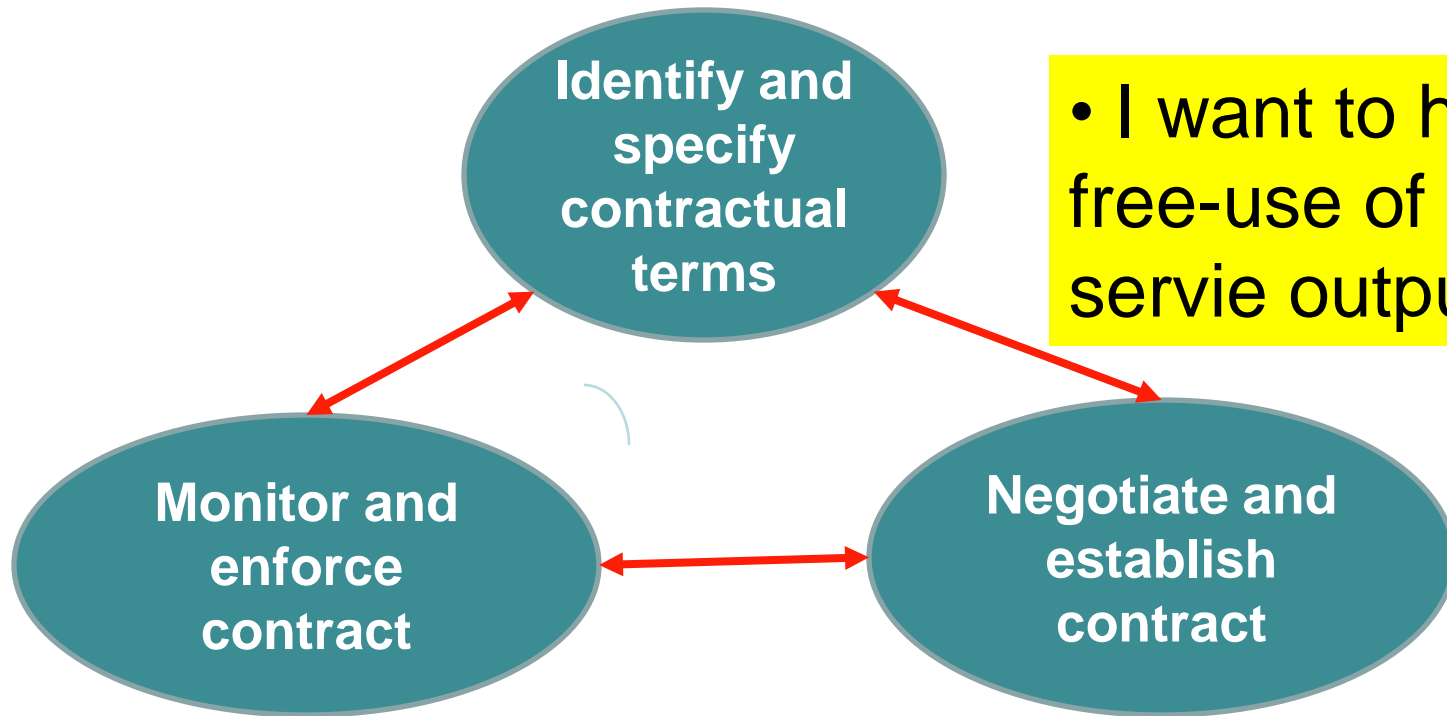 Identify and
specify
contractual
terms
• I want to h
free-use of
servie outpu
Monitor and
enforce
contract
Negotiate and
establish
contract